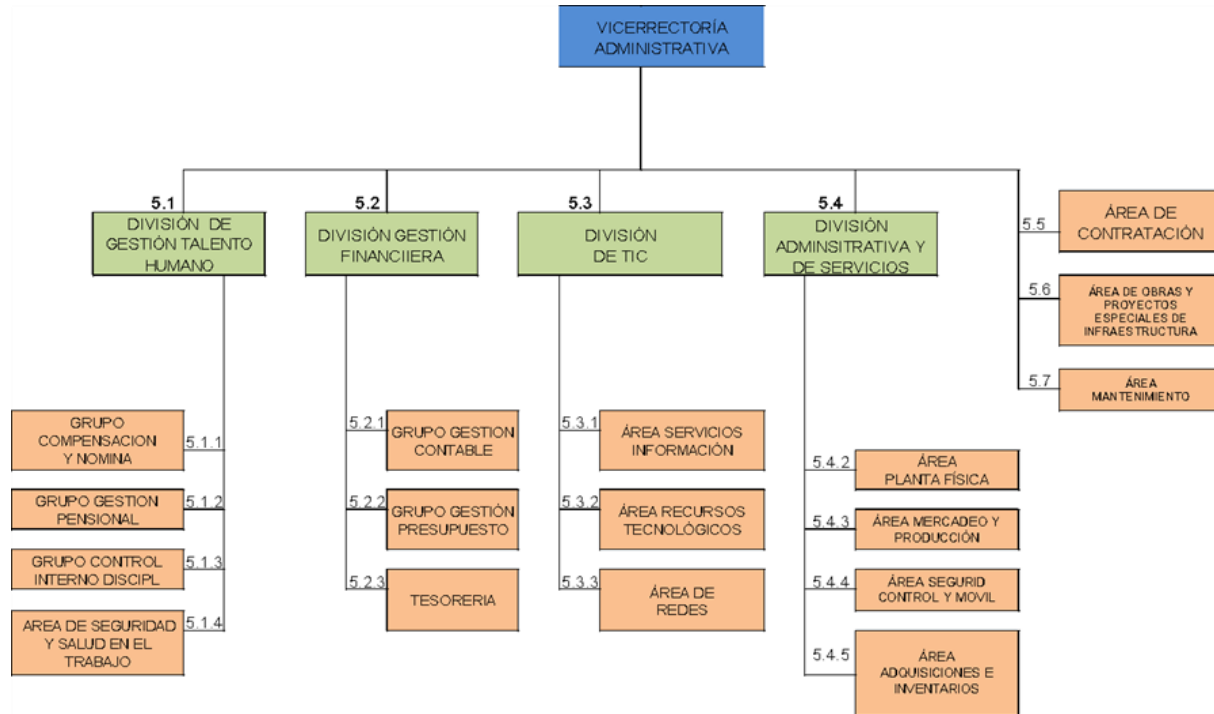 VICERRECTORÍA
ADMINISTRATIVA
5.1
DIVISIÓN DE
GESTIÓN TALENTO
HUMANO
5.2
DIVISIÓN GESTIÓN
FINANCIIERA
5.3
DIVISIÓN
DE TIC
5.4
DIVISIÓN
ADMINSITRATIVA Y
DE SERVICIOS
5.5
ÁREA DE
CONTRATACIÓN
5.6
ÁREA DE OBRAS Y
PROYECTOS
ESPECIALES DE
INFRAESTRUCTURA
5.7
ÁREA
MANTENIMIENTO
GRUPO
COMPENSACION
Y NOMINA
5.1.1
GRUPO GESTION
PENSIONAL
5.1.2
GRUPO CONTROL
INTERNO DISCIPL
5.1.3
AREA DE SEGURIDAD
Y SALUD EN EL
TRABAJO
5.1.4
5.2.1
GRUPO GESTION
CONTABLE
5.2.2
GRUPO GESTIÓN
PRESUPUESTO
5.2.3
TESORERIA
5.3.1
ÁREA SERVICIOS
INFORMACIÓN
5.3.2
ÁREA RECURSOS
TECNOLÓGICOS
5.3.3
ÁREA DE
REDES
5.4.2
ÁREA
PLANTA FÍSICA
5.4.3
ÁREA MERCADEO Y
PRODUCCIÓN
5.4.4
ÁREA SEGURID
CONTROL Y MOVIL
5.4.5
ÁREA
ADQUISICIONES E
INVENTARIOS